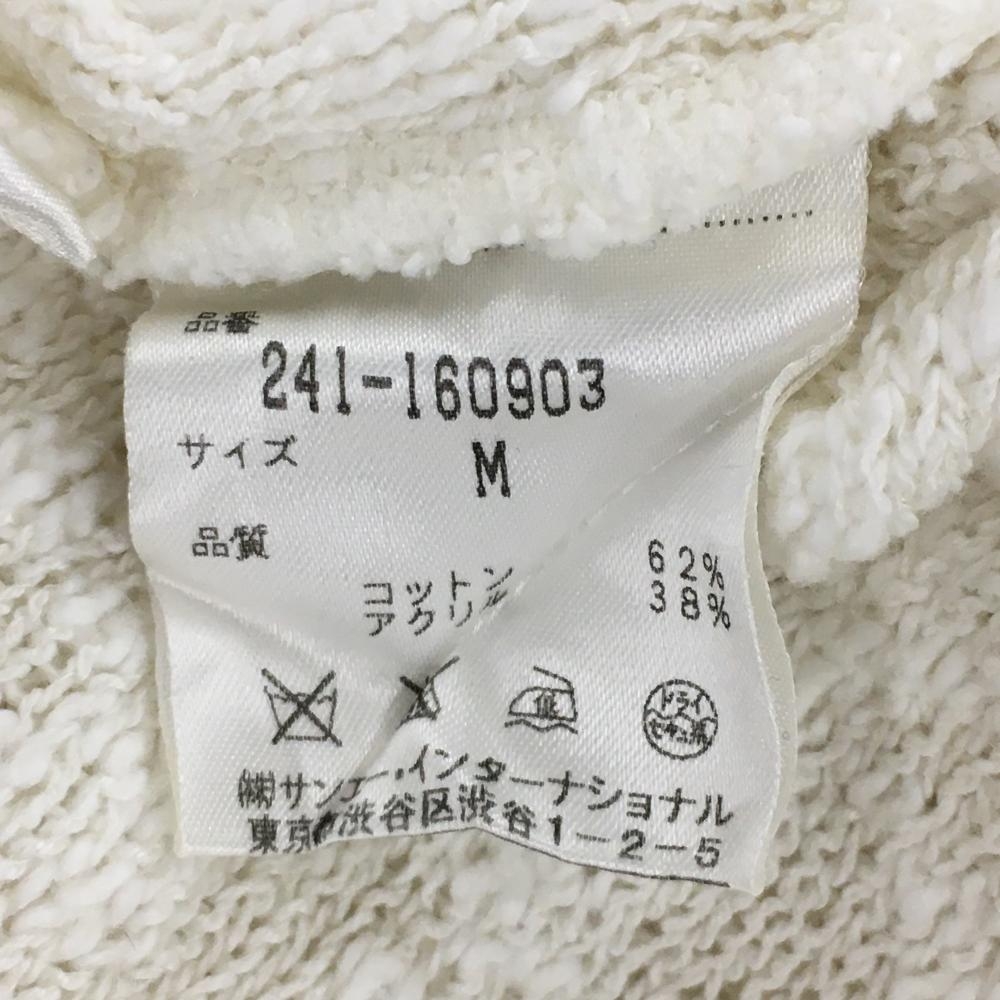 品番
241-160903
サイズ M
品質
コットン 62%
アクリル 38%
ドライ
セキユ系
㈱サンエー・インターナショナル
東京都渋谷区渋谷1-2-5